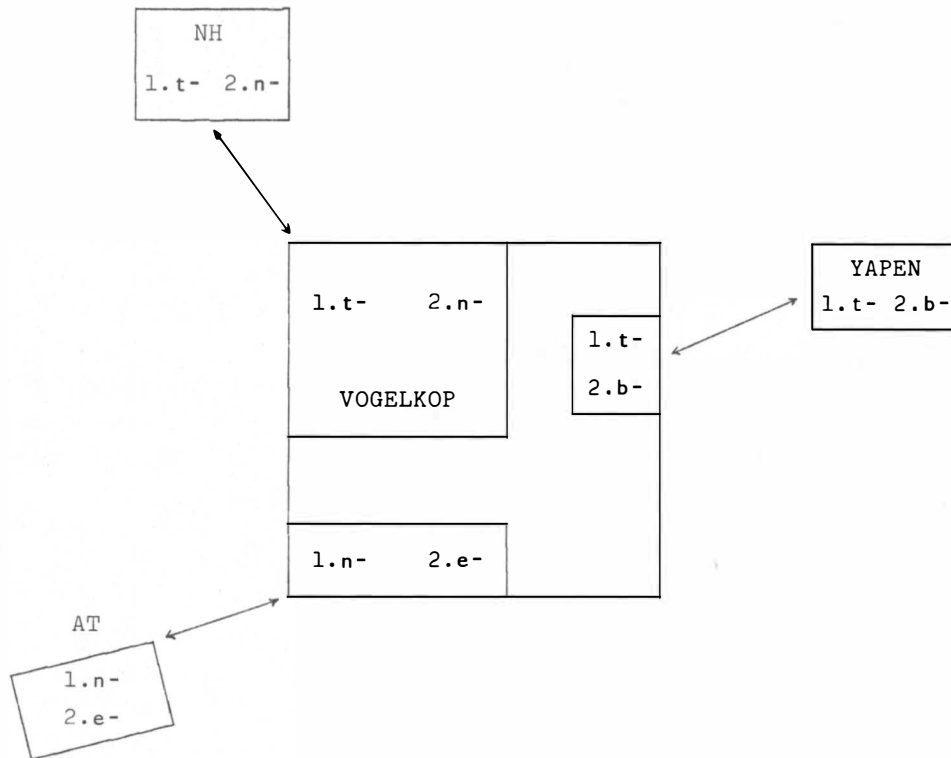 NH
1.t- 2.n-
YAPEN
1.t- 2.b-
1.t- 2.n-
VOGELKOP
1.t-
2.b-
1.n- 2.e-
AT
1.n-
2.e-